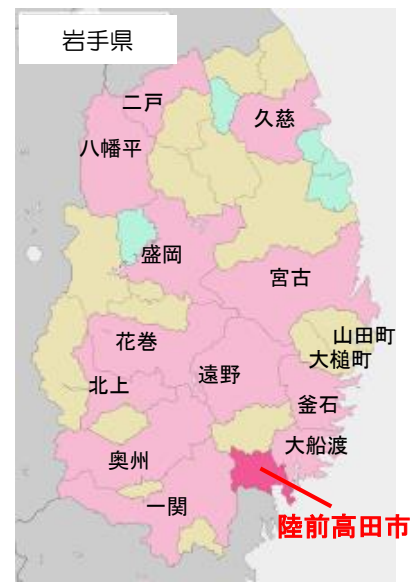 岩手県
二戸
久慈
八幡平
盛岡
宮古
山田町
花巻
大槌町
遠野
北上
釜石
大船渡
奥州
一関
陸前高田市